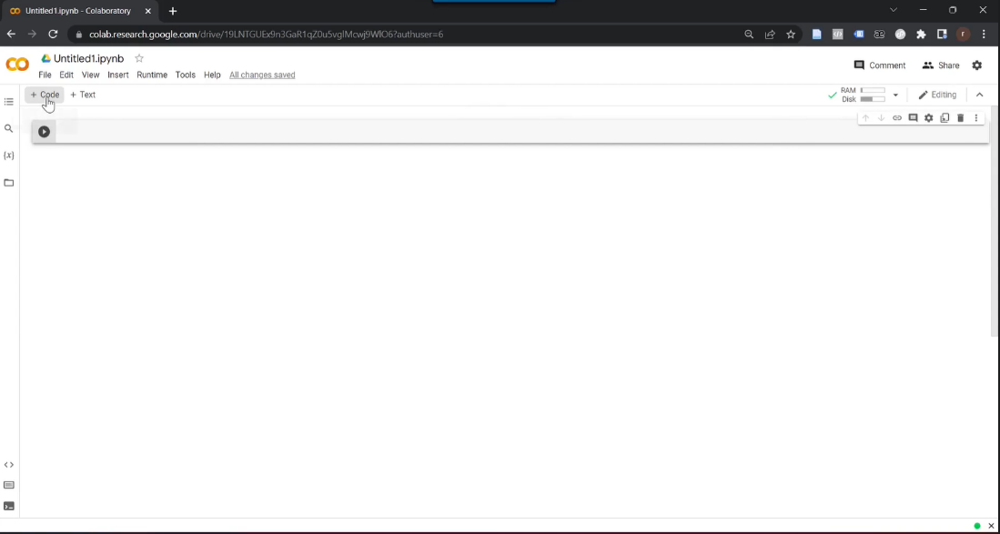 Untitled1.ipynb - Colaboratory
colab.research.google.com/drive/19LNTGUEx9n3GaR1qZ0u5vglMcwj9WlO6?authuser=6
r
Untitled1.ipynb
File Edit View Insert Runtime Tools Help All changes saved
Comment Share
+ Code + Text
RAM
Disk
Editing
{x}